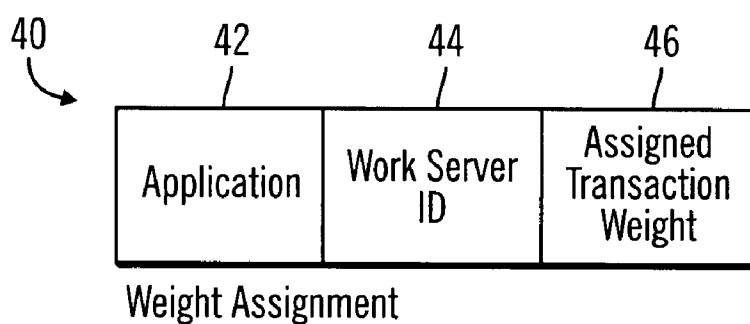 40 42 44 46
Application
Work Server
ID
Assigned
Transaction
Weight
Weight Assignment